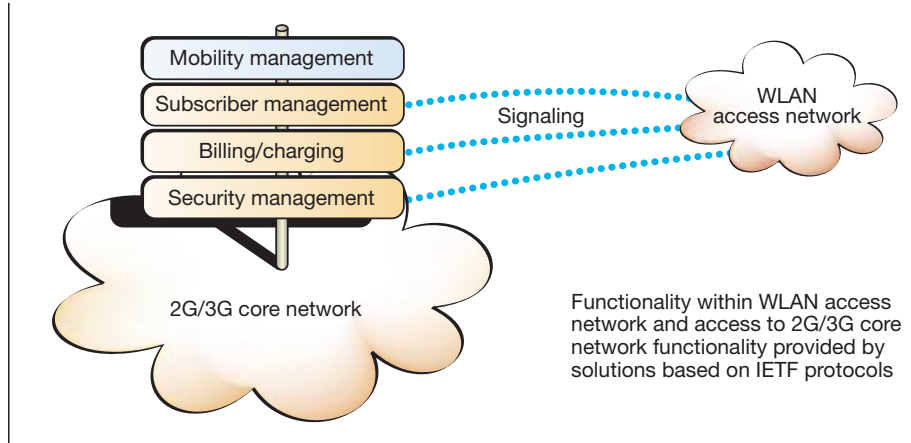 Mobility management
Subscriber management
Billing/charging
Security management
Signaling
WLAN
access network
2G/3G core network
Functionality within WLAN access
network and access to 2G/3G core
network functionality provided by
solutions based on IETF protocols